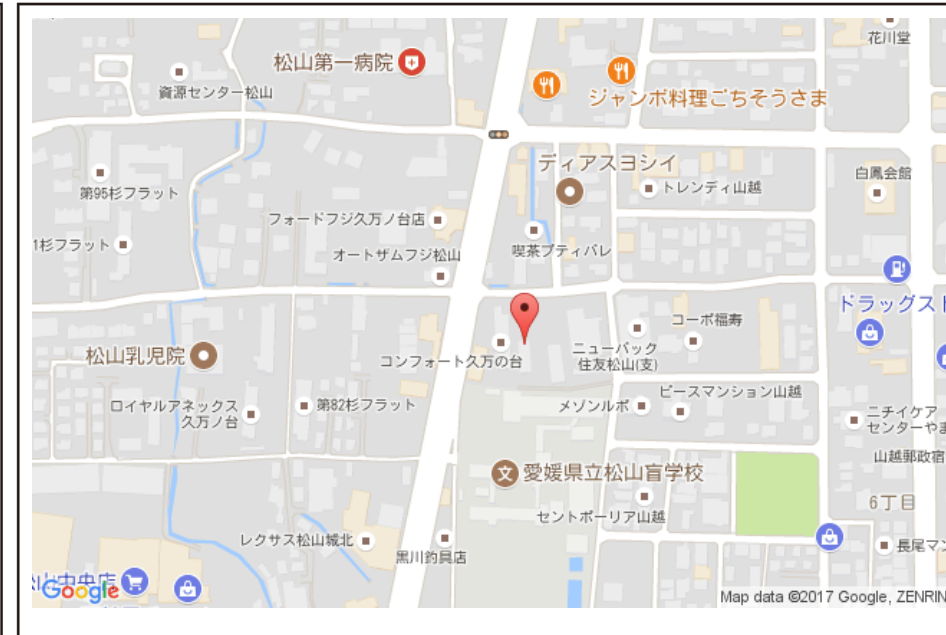 花川堂
松山第一病院
資源センター松山
ジャンボ料理ごちそうさま
ディアスヨシイ
白鳳会館
第95杉フラット
トレンディ山越
フォードフジ久万ノ台店
1杉フラット
オートザムフジ松山
喫茶プティバレ
ドラッグスト
コーポ福寿
松山乳児院
コンフォート久万の台
ニューバック
住友松山(支)
ピースマンション山越
ロイヤルアネックス
久万ノ台
第82杉フラット
メゾンルポ
ニチイケア
センターやま
山越郵政宿
文
愛媛県立松山盲学校
6丁目
セントポーリア山越
レクサス松山城北
黒川釣具店
長尾マン
山中央店
Google
Map data ©2017 Google, ZENRIN